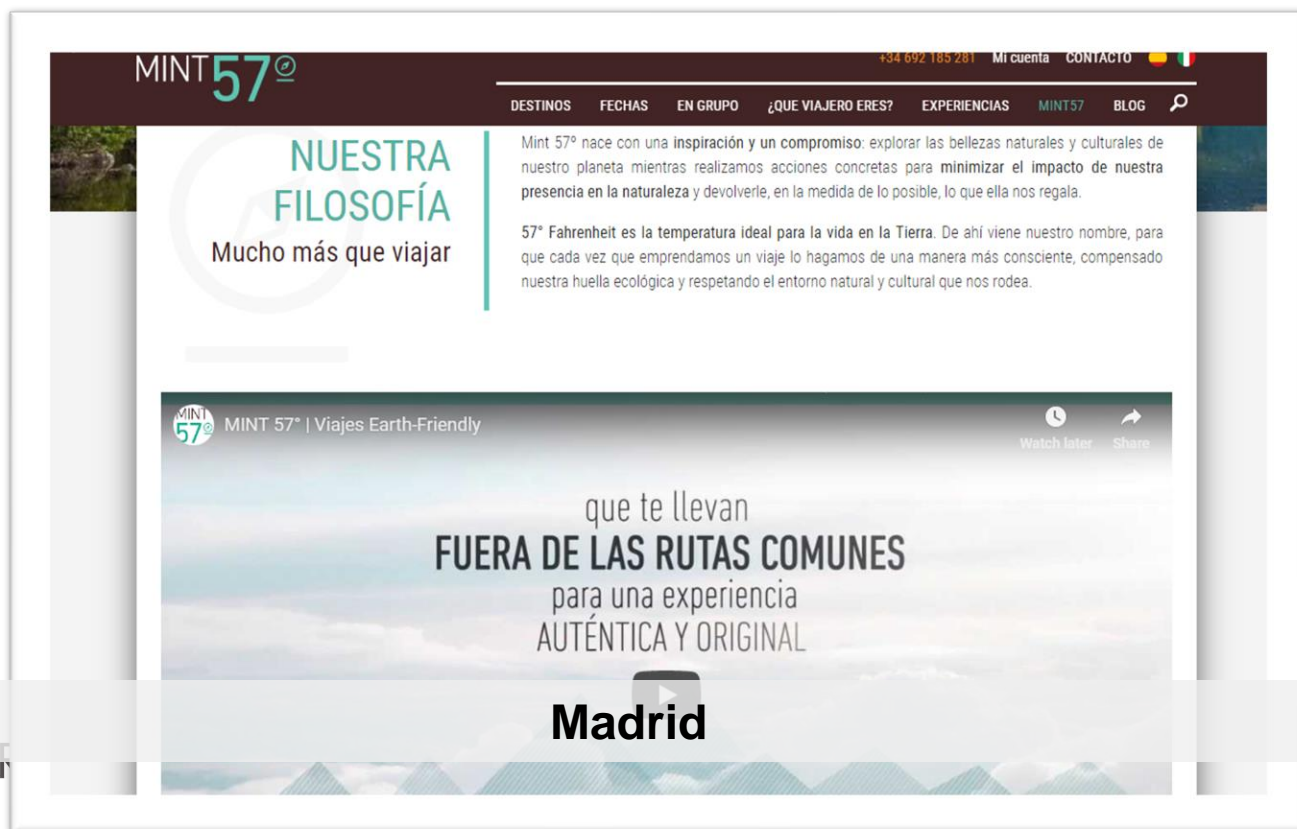 MINT57º
+34 692 185 281 Mi cuenta CONTACTO
DESTINOS FECHAS EN GRUPO ¿QUE VIAJERO ERES? EXPERIENCIAS MINT57 BLOG
NUESTRA
FILOSOFÍA
Mucho más que viajar
Mint 57º nace con una inspiración y un compromiso: explorar las bellezas naturales y culturales de
nuestro planeta mientras realizamos acciones concretas para minimizar el impacto de nuestra
presencia en la naturaleza y devolverle, en la medida de lo posible, lo que ella nos regala.
57° Fahrenheit es la temperatura ideal para la vida en la Tierra. De ahí viene nuestro nombre, para
que cada vez que emprendamos un viaje lo hagamos de una manera más consciente, compensado
nuestra huella ecológica y respetando el entorno natural y cultural que nos rodea.
MINT 57º
MINT 57° | Viajes Earth-Friendly
Watch later Share
que te llevan
FUERA DE LAS RUTAS COMUNES
para una experiencia
AUTÉNTICA Y ORIGINAL
Madrid